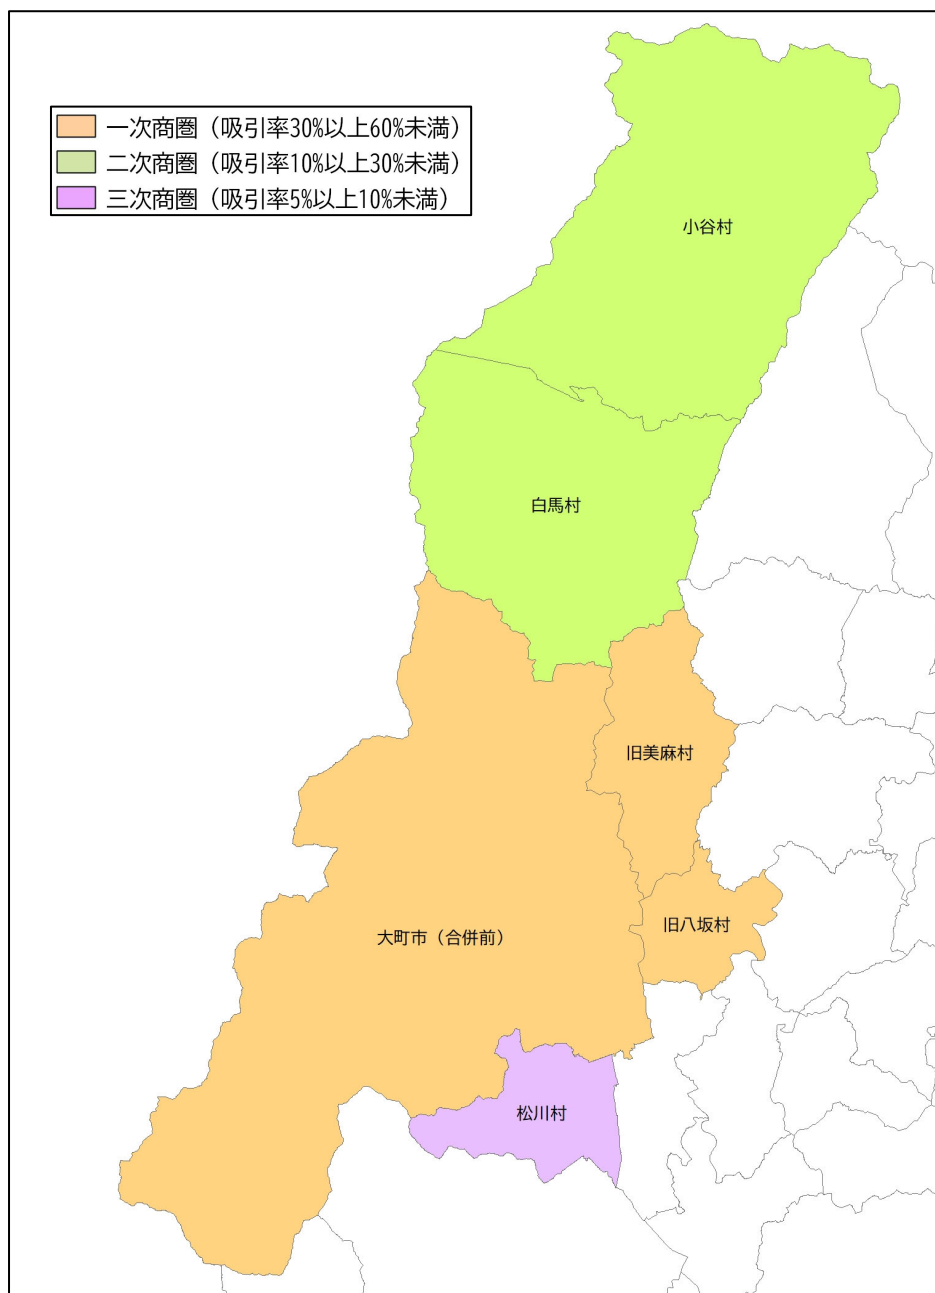 一次商圏（吸引率30%以上60%未満）
二次商圏（吸引率10%以上30%未満）
三次商圏（吸引率5%以上10%未満）
小谷村
白馬村
旧美麻村
旧八坂村
大町市（合併前）
松川村